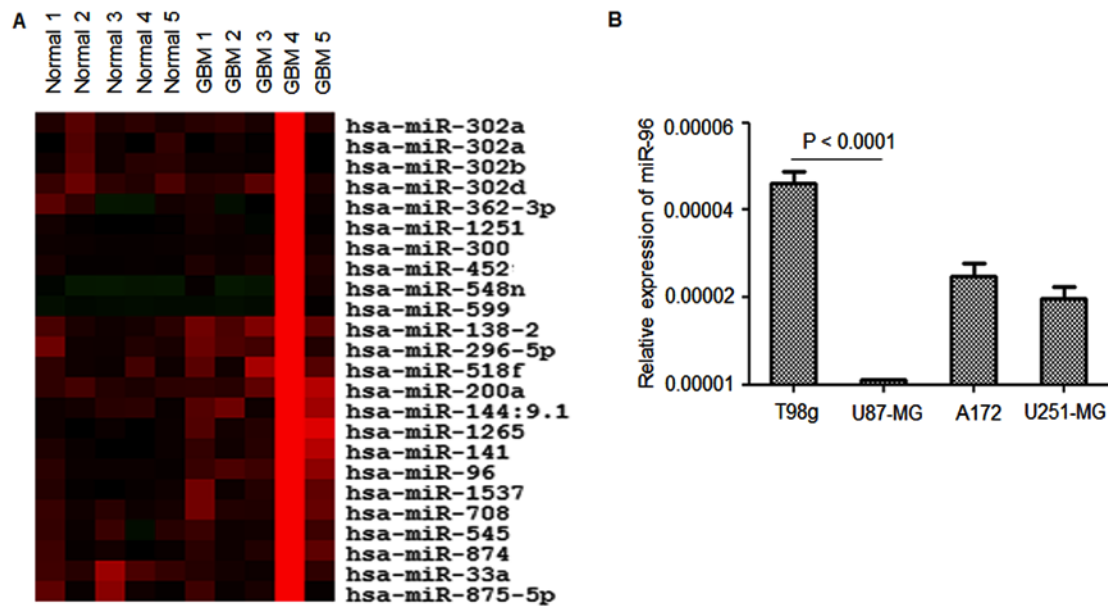 A
Normal 1
Normal 2
Normal 3
Normal 4
Normal 5
GBM 1
GBM 2
GBM 3
GBM 4
GBM 5
hsa-miR-302a
hsa-miR-302a
hsa-miR-302b
hsa-miR-302d
hsa-miR-362-3p
hsa-miR-1251
hsa-miR-300
hsa-miR-452
hsa-miR-548n
hsa-miR-599
hsa-miR-138-2
hsa-miR-296-5p
hsa-miR-518f
hsa-miR-200a
hsa-miR-144:9.1
hsa-miR-1265
hsa-miR-141
hsa-miR-96
hsa-miR-1537
hsa-miR-708
hsa-miR-545
hsa-miR-874
hsa-miR-33a
hsa-miR-875-5p
B
Relative expression of miR-96
0.00006
0.00004
0.00002
0.00001
P < 0.0001
T98g
U87-MG
A172
U251-MG